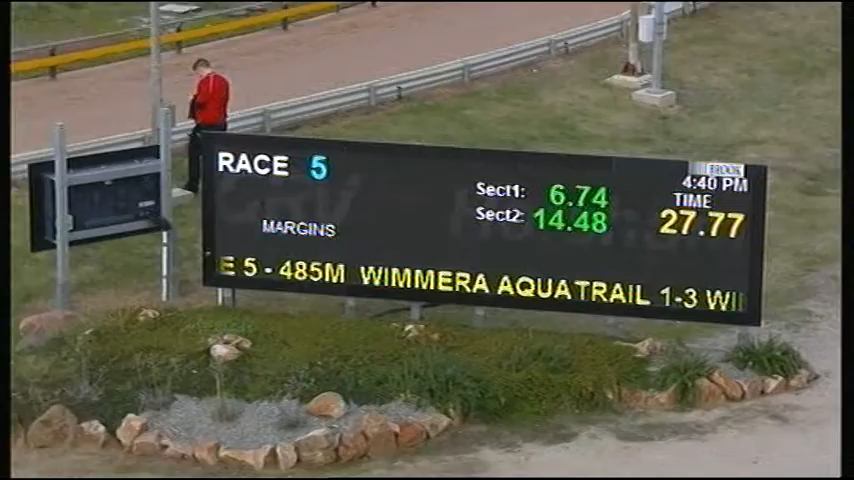 RACE 5
BROOK
4:40 PM
Sect1: 6.74
TIME
Sect2: 14.48
27.77
MARGINS
E 5 - 485M WIMMERA AQUATRAIL 1-3 WI